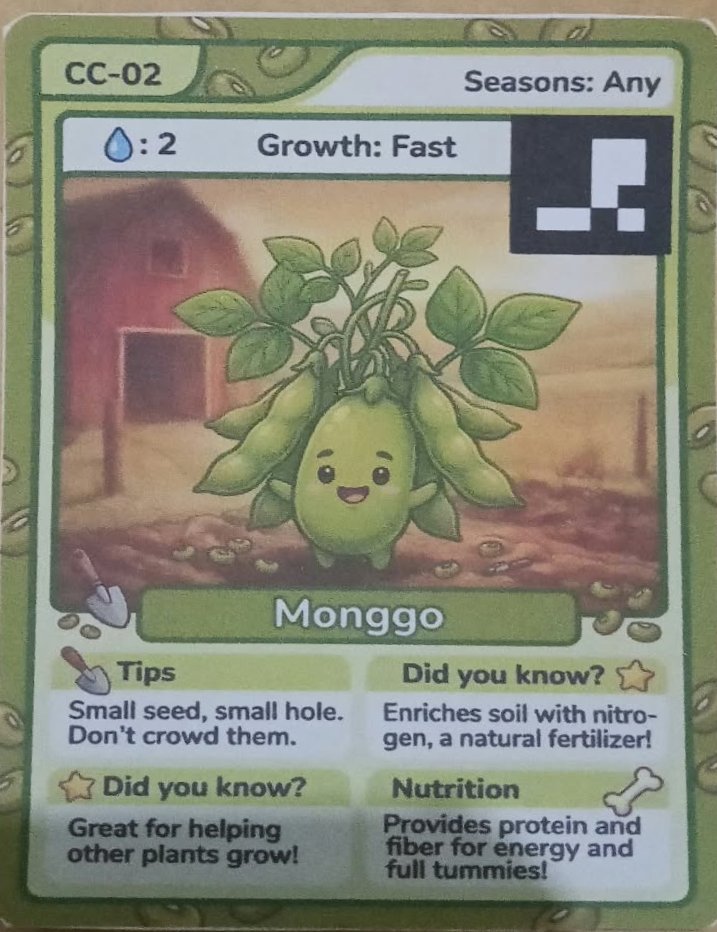 CC-02
Seasons: Any
: 2
Growth: Fast
Monggo
Tips
Small seed, small hole.
Don't crowd them.
Did you know?
Enriches soil with nitro-
gen, a natural fertilizer!
Did you know?
Great for helping
other plants grow!
Nutrition
Provides protein and
fiber for energy and
full tummies!